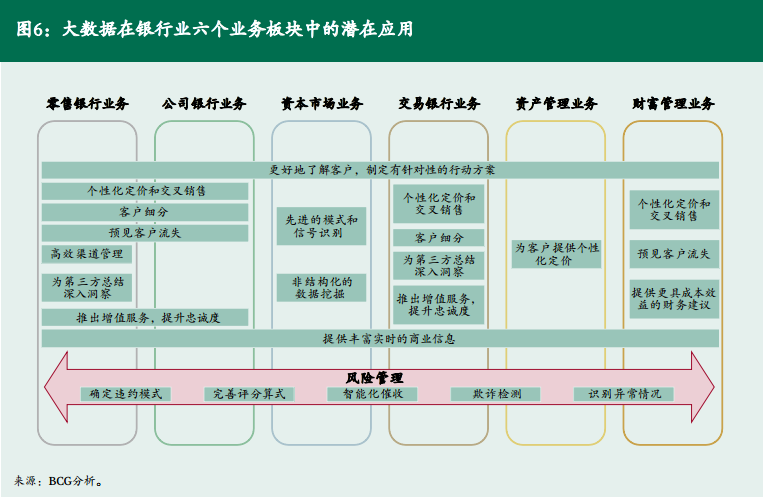 图6：大数据在银行业六个业务板块中的潜在应用
零售银行业务
公司银行业务
资本市场业务
交易银行业务
资产管理业务
财富管理业务
更好地了解客户，制定有针对性的行动方案
个性化定价和交叉销售
客户细分
预见客户流失
高效渠道管理
为第三方总结
深入洞察
推出增值服务，提升忠诚度
先进的模式和
信号识别
非结构化的
数据挖掘
个性化定价和
交叉销售
客户细分
为第三方总结
深入洞察
推出增值服务，
提升忠诚度
为客户提供个性
化定价
个性化定价和
交叉销售
预见客户流失
提供更具成本效
益的财务建议
提供丰富实时的商业信息
风险管理
确定违约模式
完善评分算式
智能化催收
欺诈检测
识别异常情况
来源：BCG分析。